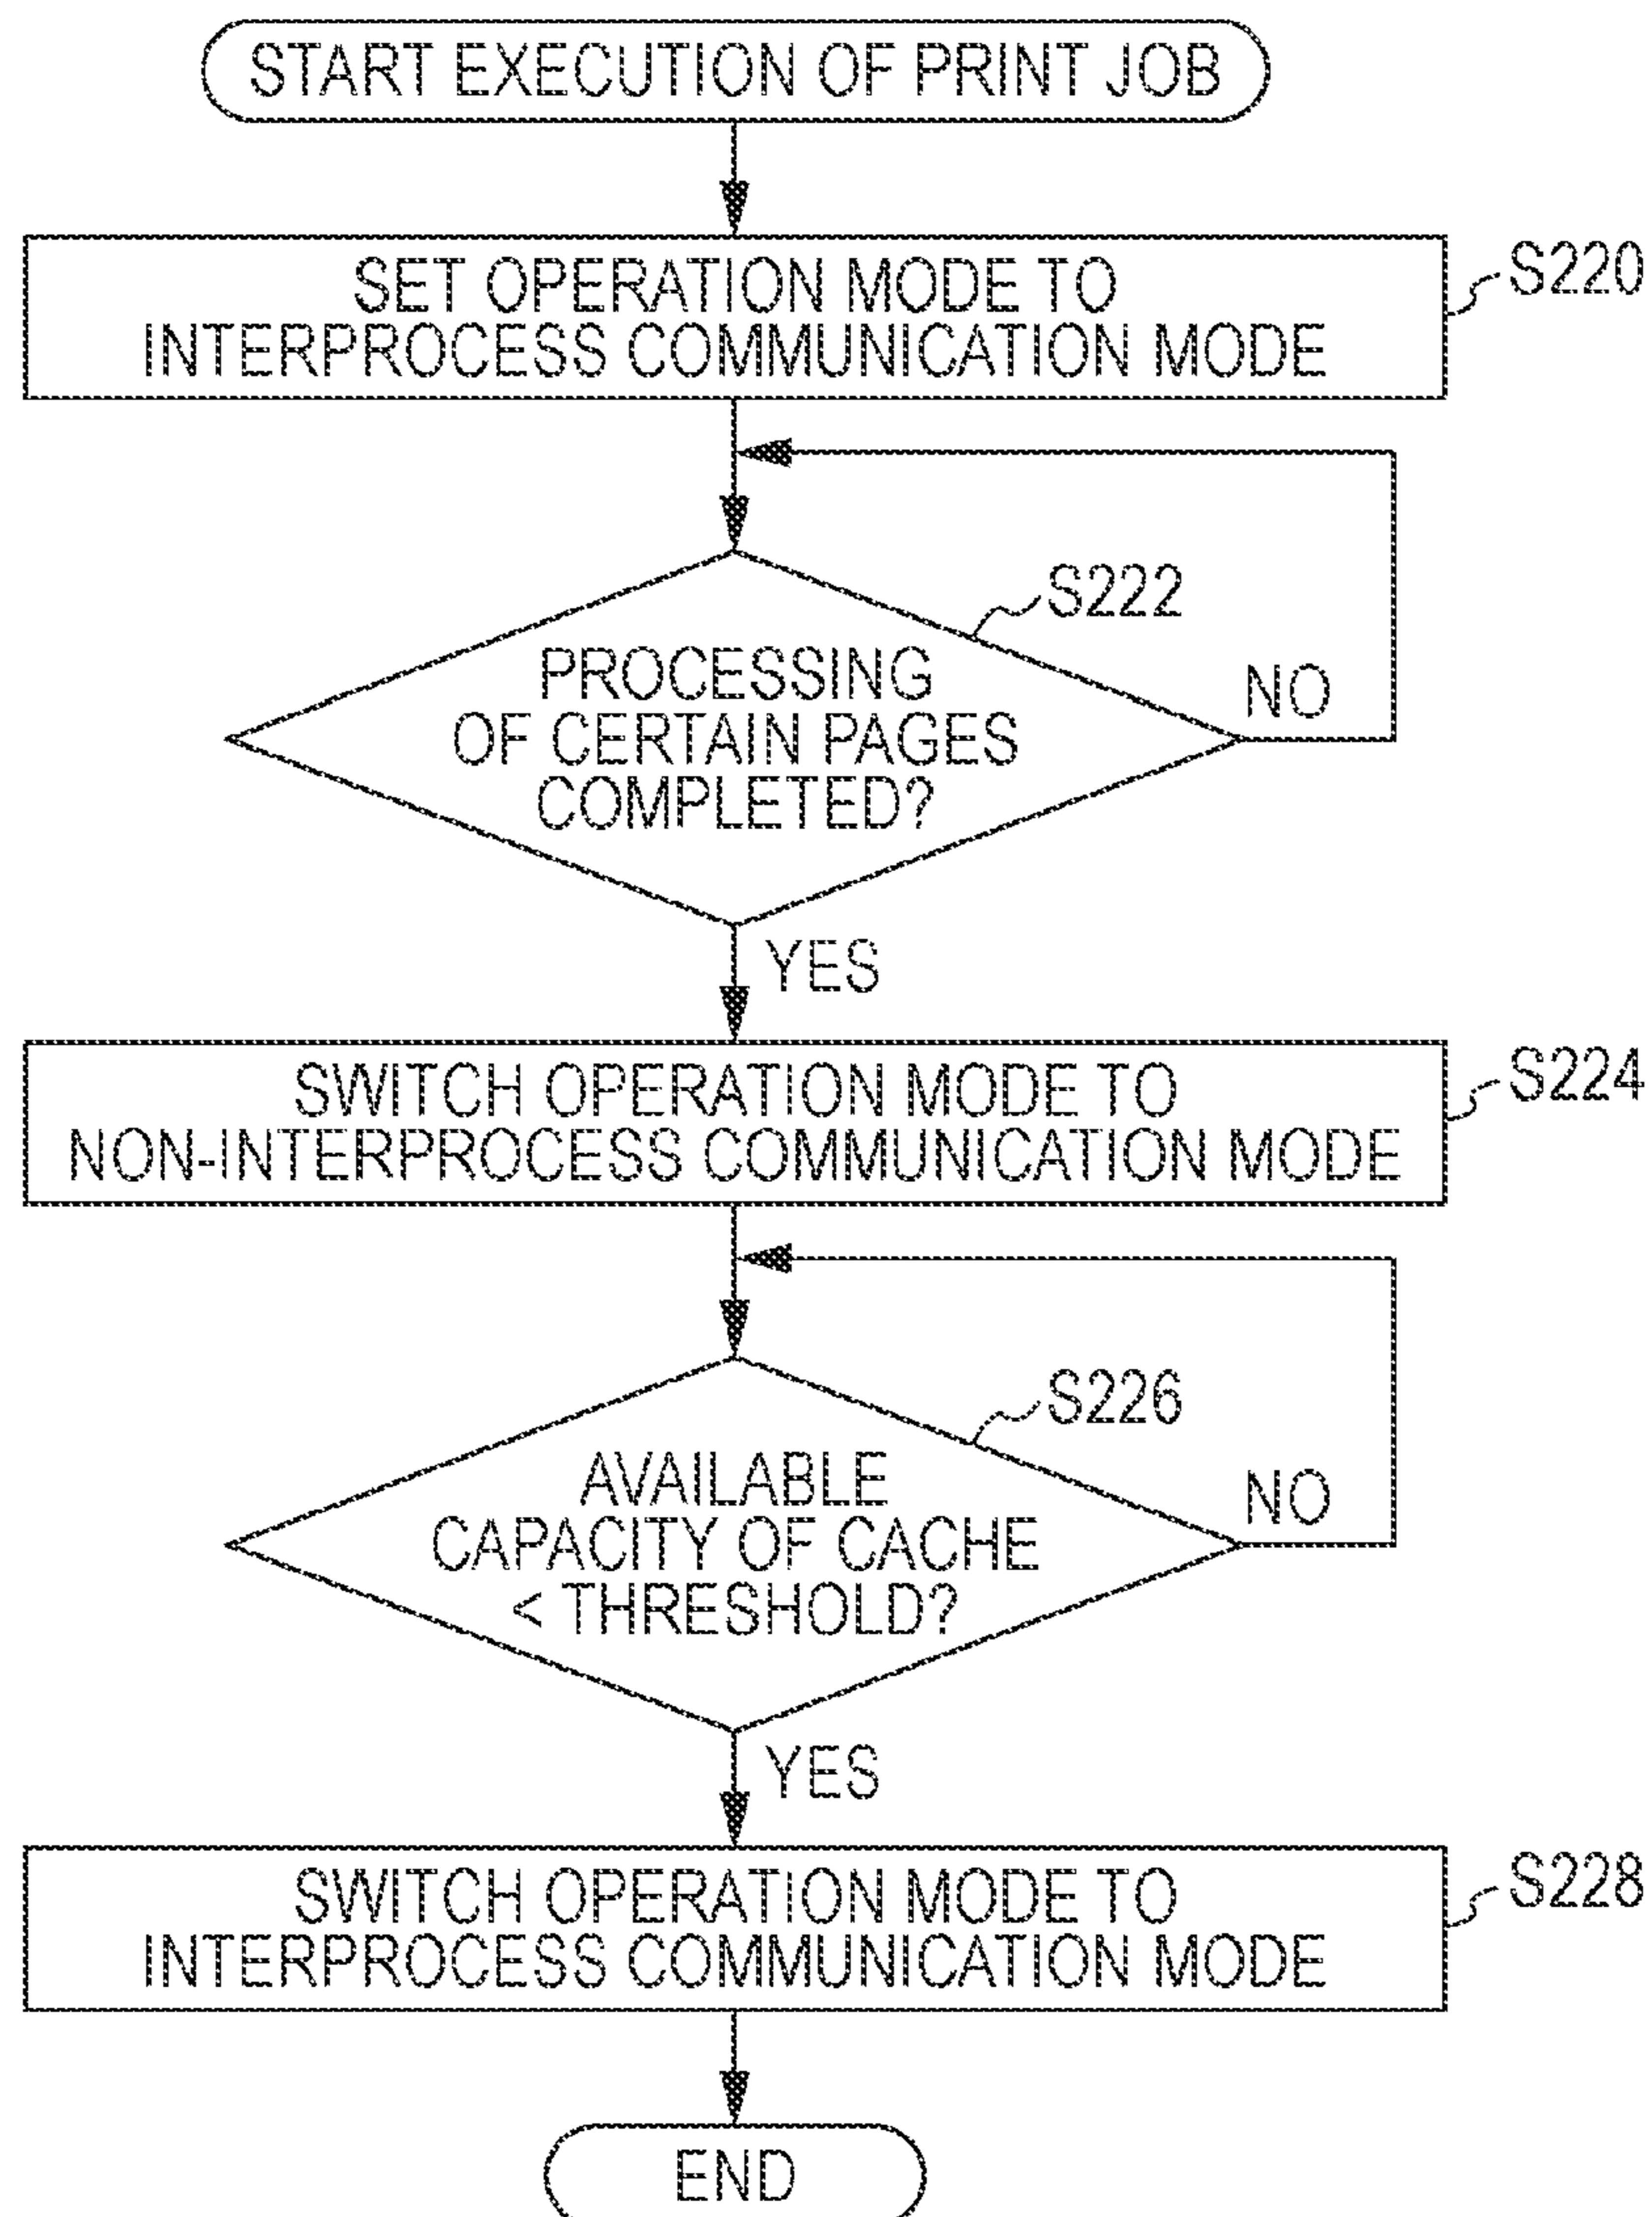 START EXECUTION OF PRINT JOB
SET OPERATION MODE TO
INTERPROCESS COMMUNICATION MODE
S220
S222
PROCESSING
OF CERTAIN PAGES
COMPLETED?
NO
YES
SWITCH OPERATION MODE TO
NON-INTERPROCESS COMMUNICATION MODE
S224
S226
AVAILABLE
CAPACITY OF CACHE
< THRESHOLD?
NO
YES
SWITCH OPERATION MODE TO
INTERPROCESS COMMUNICATION MODE
S228
END